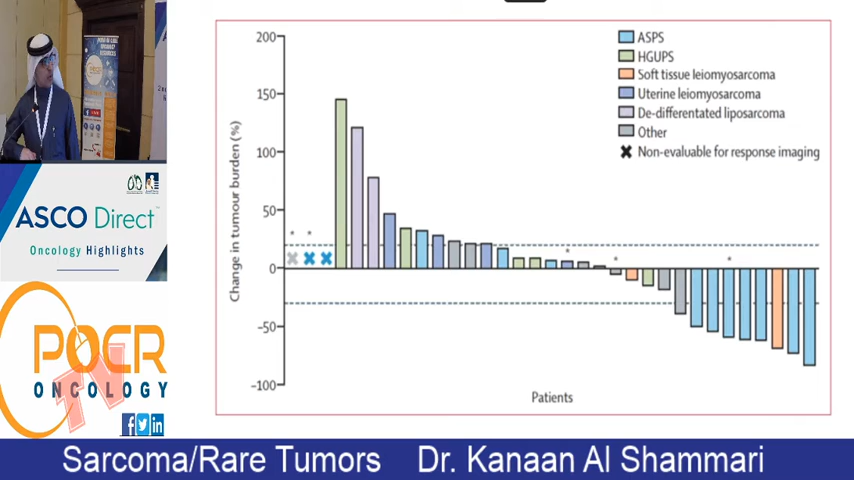 ASCO Direct™
Oncology Highlights
POCR
ONCOLOGY
TV
200
150
100
50
0
−50
−100
Change in tumour burden (%)
Patients
ASPS
HGUPS
Soft tissue leiomyosarcoma
Uterine leiomyosarcoma
De-differentated liposarcoma
Other
Non-evaluable for response imaging
Sarcoma/Rare Tumors Dr. Kanaan Al Shammari